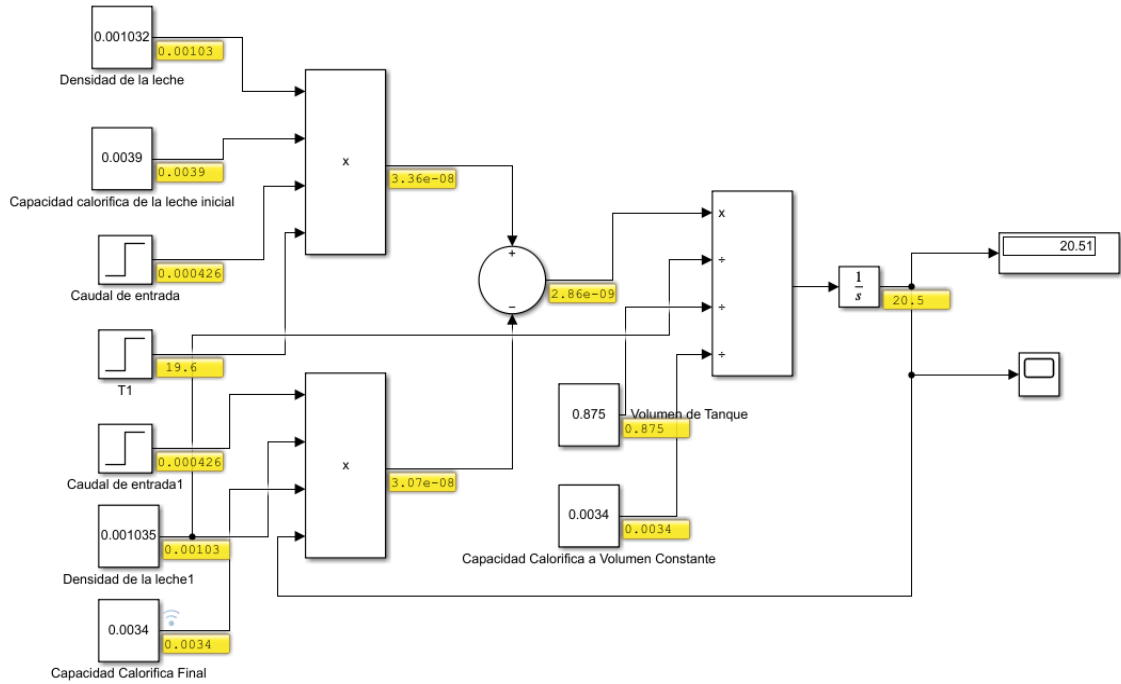 0.001032
0.00103
Densidad de la leche
0.0039
0.0039
Capacidad calorifica de la leche inicial
0.000426
Caudal de entrada
19.6
T1
0.000426
Caudal de entrada1
0.001035
0.00103
Densidad de la leche1
0.0034
0.0034
Capacidad Calorifica Final
x
3.36e-08
x
3.07e-08
+
−
2.86e-09
0.875
Volumen de Tanque
0.875
0.0034
0.0034
Capacidad Calorifica a Volumen Constante
x
÷
÷
÷
1
s
20.5
20.51